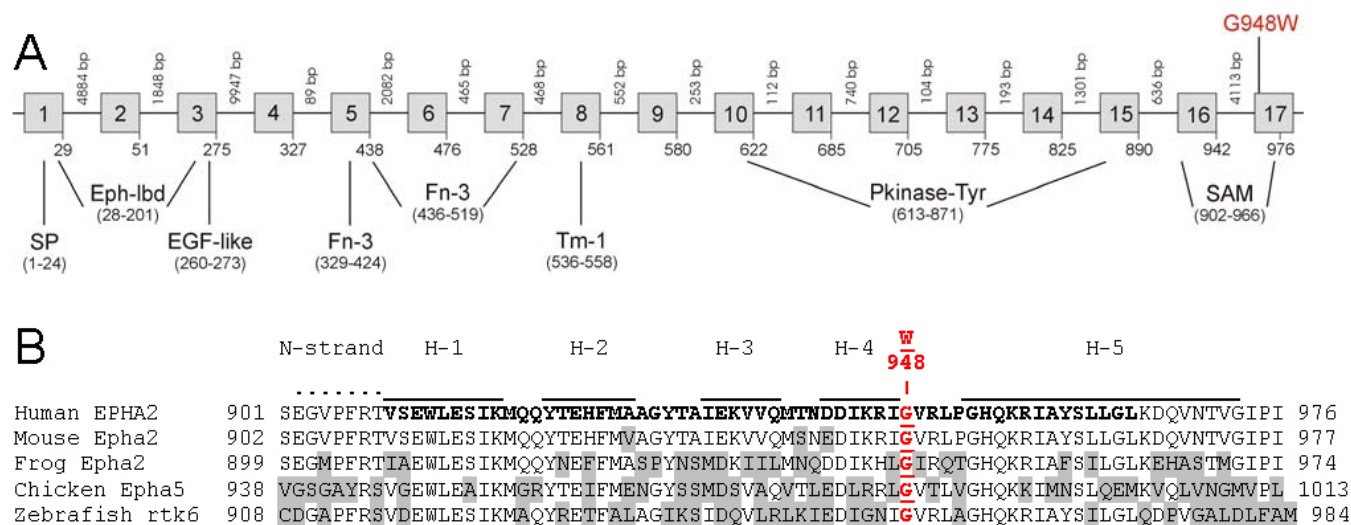 G948W
A
4884 bp 1848 bp 9947 bp 89 bp 2082 bp 465 bp 468 bp 552 bp 253 bp 112 bp 740 bp 104 bp 193 bp 1301 bp 636 bp 4113 bp
1 2 3 4 5 6 7 8 9 10 11 12 13 14 15 16 17
29 51 275 327 438 476 528 561 580 622 685 705 775 825 890 942 976
Eph-lbd Fn-3 Pkinase-Tyr SAM
(28-201) (436-519) (613-871) (902-966)
SP EGF-like Fn-3 Tm-1
(1-24) (260-273) (329-424) (536-558)
B
W
N-strand H-1 H-2 H-3 H-4 948 H-5
Human EPHA2 901 SEGVPFRTVSEWLESIKMQQYTEHFMAAGYTAIEKVVQMTNDDIKRIGVRLPGHQKRIAYSLLGLKDQVNTVGIPI 976
Mouse Epha2 902 SEGVPFRTVSEWLESIKMQQYTEHFMVAGYTAIEKVVQMSNEDIKRIGVRLPGHQKRIAYSLLGLKDQVNTVGIPI 977
Frog Epha2 899 SEGMPFRTIAEWLESIKMQQYNEFFMASPYNSMDKIILMNQDDIKHLGIRQTGHQKRIAFSILGLKEHASTMGIPI 974
Chicken Epha5 938 VGSGAYRSVGEWLEAIKMGRYTEIFMENGYSSMDSVAQVTLEDLRRLGVTLVGHQKKIMNSLQEMKVQLVNGMVPL 1013
Zebrafish rtk6 908 CDGAPFRSVDEWLESIKMAQYRETFALAGIKSIDQVLRLKIEDIGNIGVRLAGHQKRIAYSILGLQDPVGALDLFAM 984